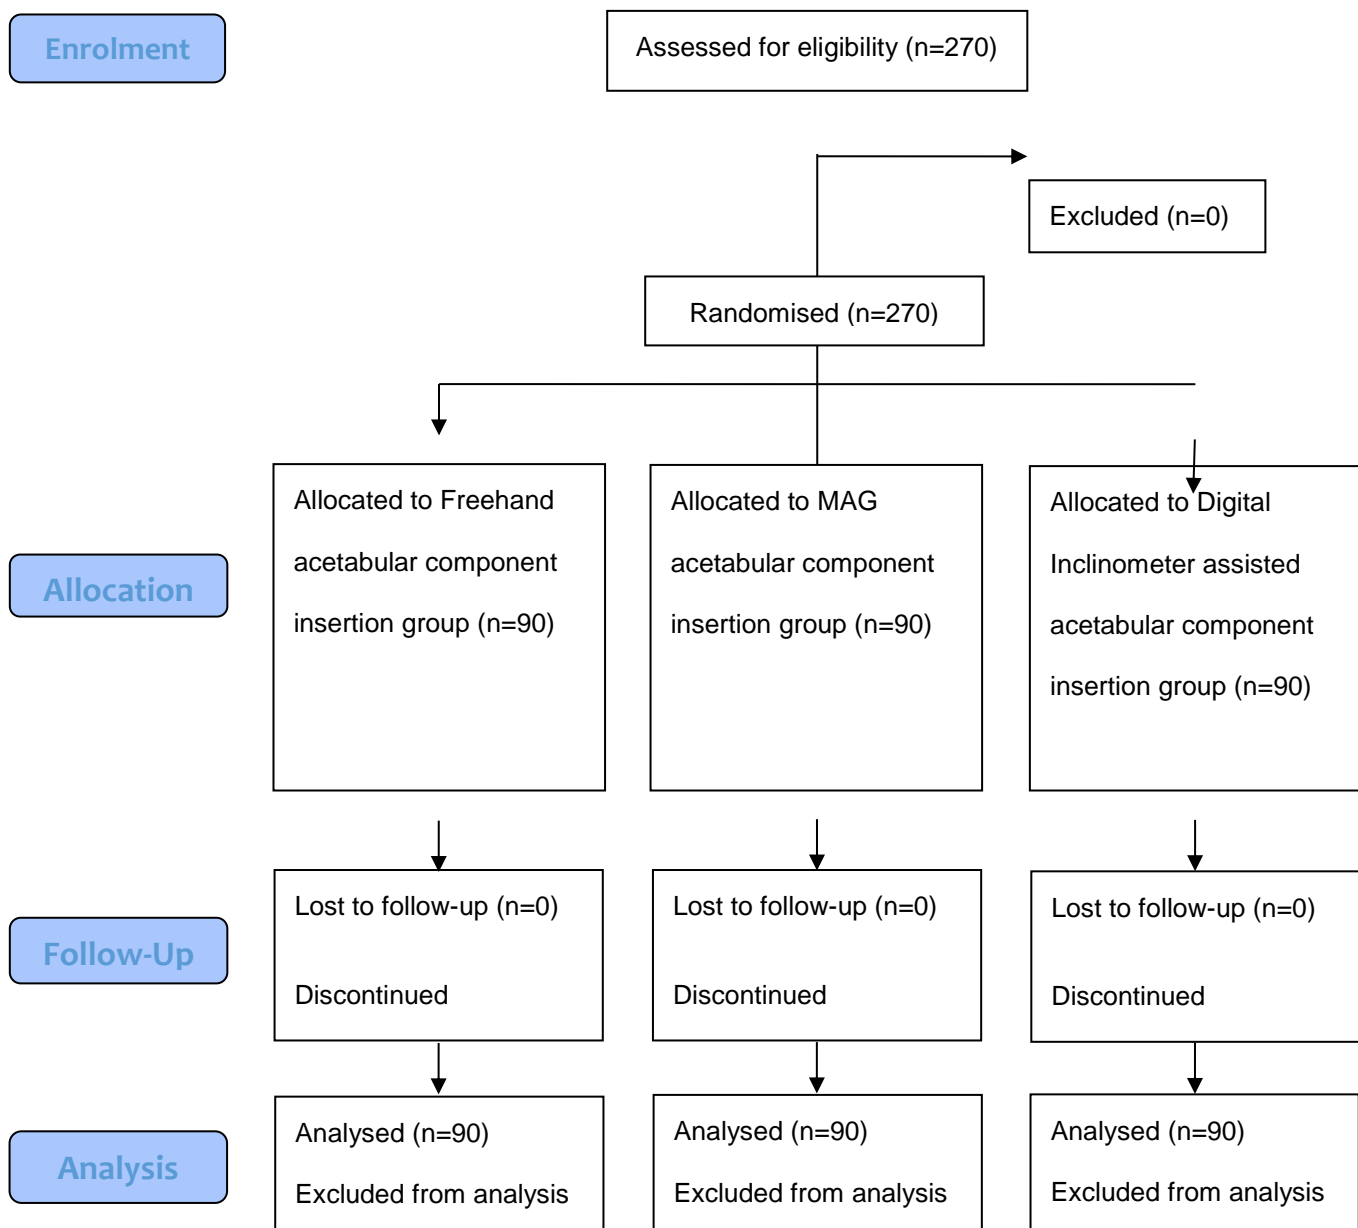 Enrolment
Assessed for eligibility (n=270)
Excluded (n=0)
Randomised (n=270)
Allocation
Allocated to Freehand
acetabular component
insertion group (n=90)
Allocated to MAG
acetabular component
insertion group (n=90)
Allocated to Digital
Inclinometer assisted
acetabular component
insertion group (n=90)
Follow-Up
Lost to follow-up (n=0)
Discontinued
Lost to follow-up (n=0)
Discontinued
Lost to follow-up (n=0)
Discontinued
Analysis
Analysed (n=90)
Excluded from analysis
Analysed (n=90)
Excluded from analysis
Analysed (n=90)
Excluded from analysis